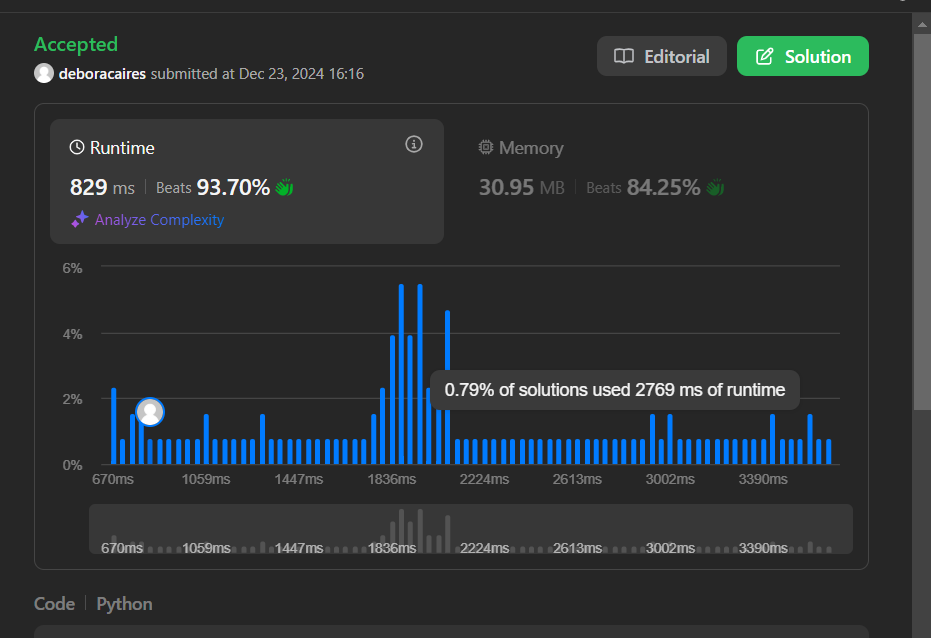 Accepted
deboracaires submitted at Dec 23, 2024 16:16
Editorial
Solution
Runtime
829 ms | Beats 93.70%
Analyze Complexity
Memory
30.95 MB | Beats 84.25%
6%
4%
2%
0%
0.79% of solutions used 2769 ms of runtime
670ms 1059ms 1447ms 1836ms 2224ms 2613ms 3002ms 3390ms
670ms 1059ms 1447ms 1836ms 2224ms 2613ms 3002ms 3390ms
Code | Python